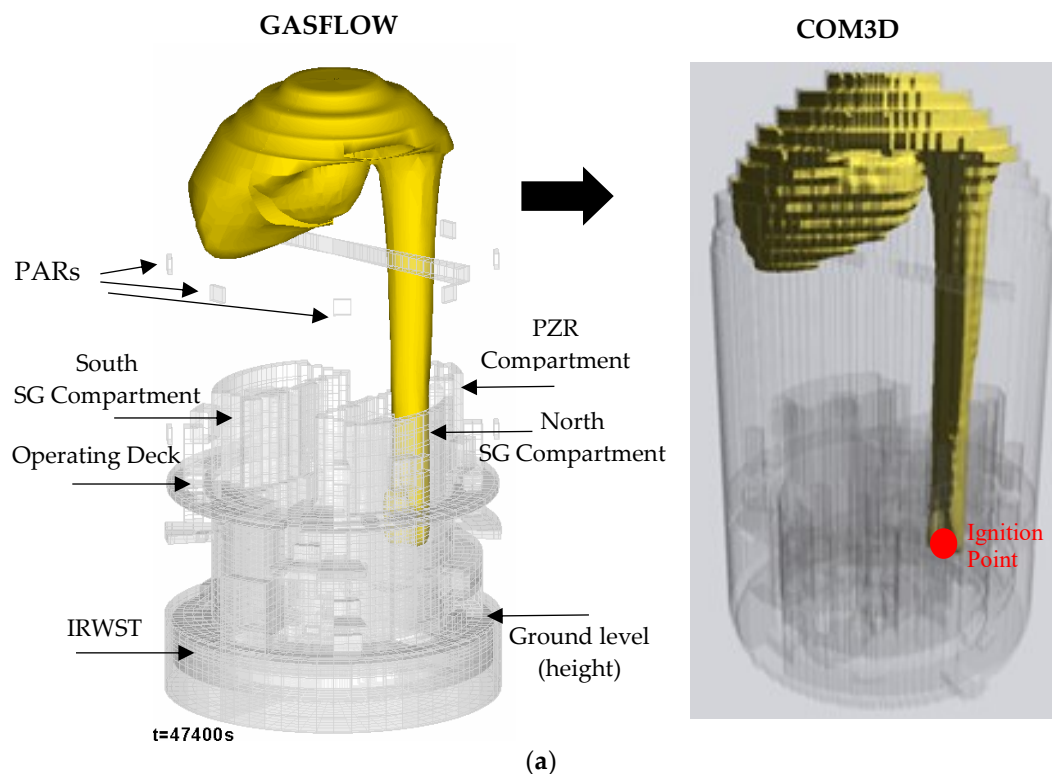 GASFLOW
COM3D
PARs
PZR
Compartment
South
SG Compartment
North
SG Compartment
Operating Deck
Ignition
Point
IRWST
Ground level
(height)
t=47400s
(a)